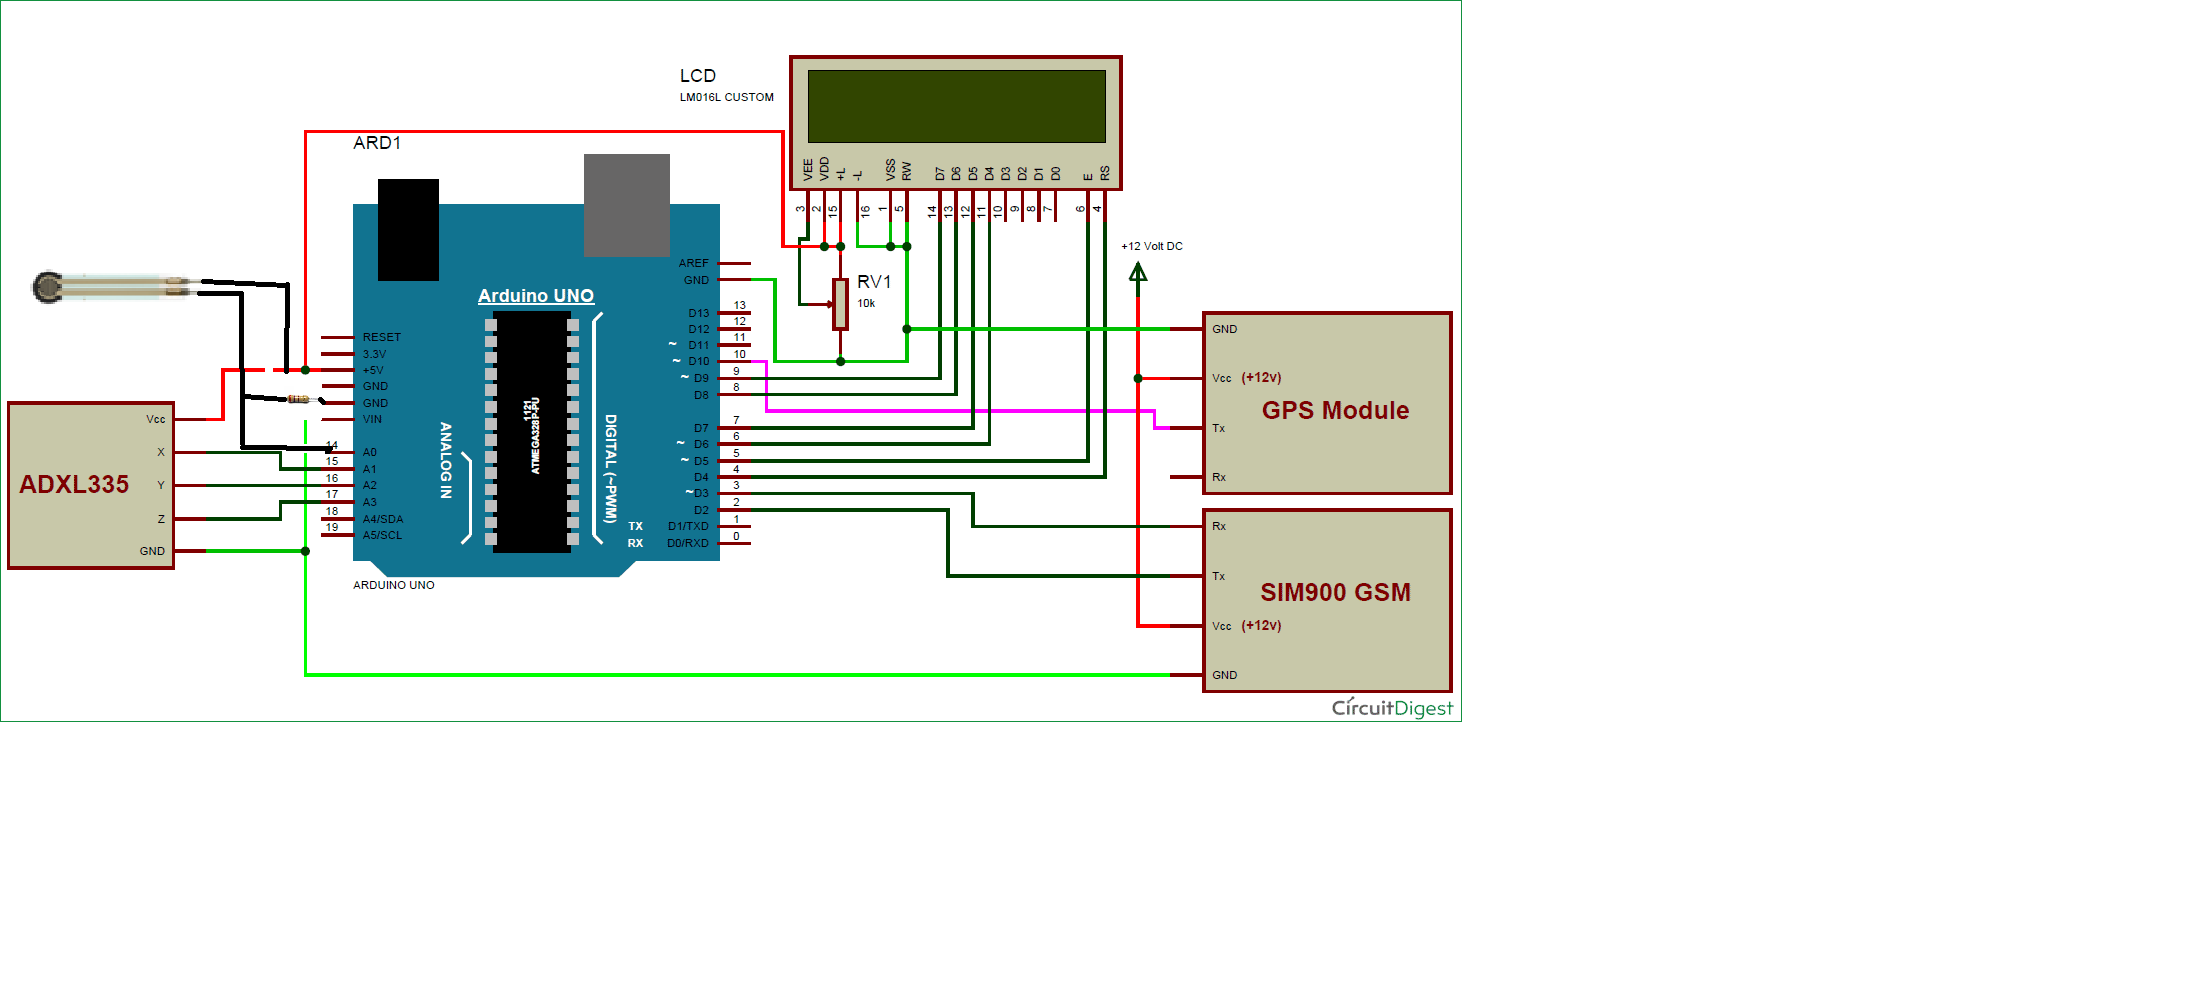 LCD
LM016L CUSTOM
VEE
VDD
+L
-L
VSS
RW
D7
D6
D5
D4
D3
D2
D1
D0
E
RS
3
2
15
16
1
5
14
13
12
11
10
9
8
7
6
4
ARD1
+12 Volt DC
RV1
10k
Arduino UNO
1121
ATMEGA328P-PU
ANALOG IN
DIGITAL (~PWM)
RESET
3.3V
+5V
GND
GND
VIN
14 A0
15 A1
16 A2
17 A3
18 A4/SDA
19 A5/SCL
AREF
GND
D13 13
D12 12
~ D11 11
~ D10 10
~ D9 9
D8 8
D7 7
~ D6 6
~ D5 5
D4 4
~ D3 3
D2 2
TX D1/TXD 1
RX D0/RXD 0
ARDUINO UNO
ADXL335
Vcc
X
Y
Z
GND
GND
Vcc (+12v)
GPS Module
Tx
Rx
Rx
Tx
SIM900 GSM
Vcc (+12v)
GND
CircuitDigest